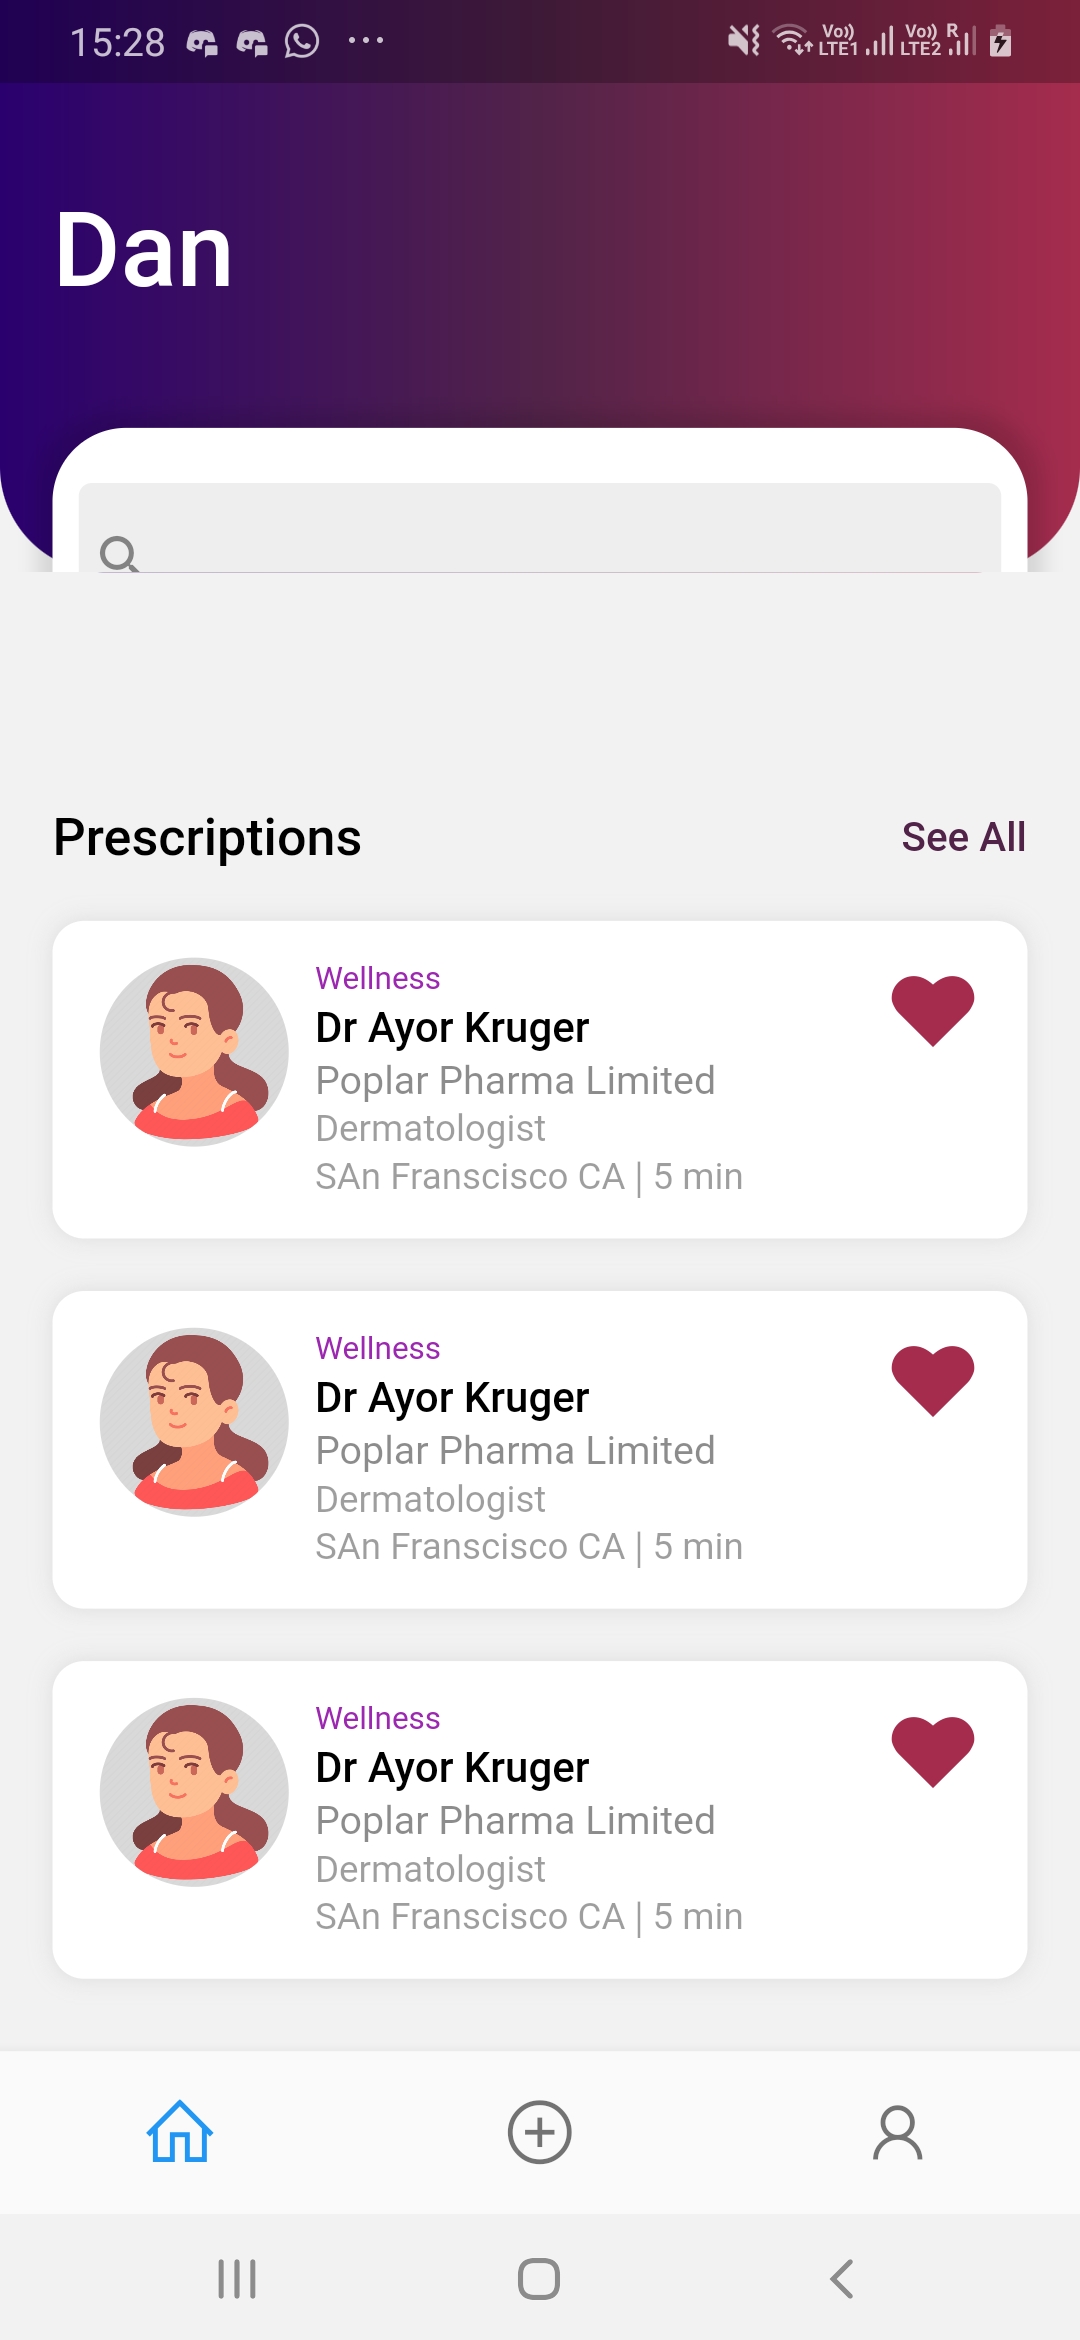 15:28
Vo)) LTE1 Vo)) LTE2 R
Dan
Prescriptions
See All
Wellness
Dr Ayor Kruger
Poplar Pharma Limited
Dermatologist
SAn Franscisco CA | 5 min
Wellness
Dr Ayor Kruger
Poplar Pharma Limited
Dermatologist
SAn Franscisco CA | 5 min
Wellness
Dr Ayor Kruger
Poplar Pharma Limited
Dermatologist
SAn Franscisco CA | 5 min